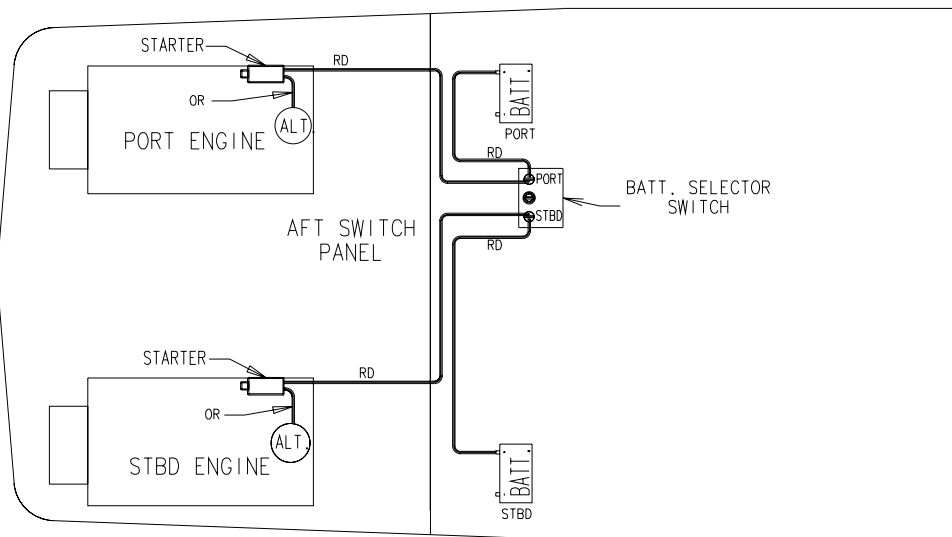 STARTER
RD
OR
ALT.
PORT ENGINE
BATT
PORT
RD
PORT
STBD
BATT. SELECTOR
SWITCH
AFT SWITCH
PANEL
RD
STARTER
RD
OR
ALT.
STBD ENGINE
BATT
STBD